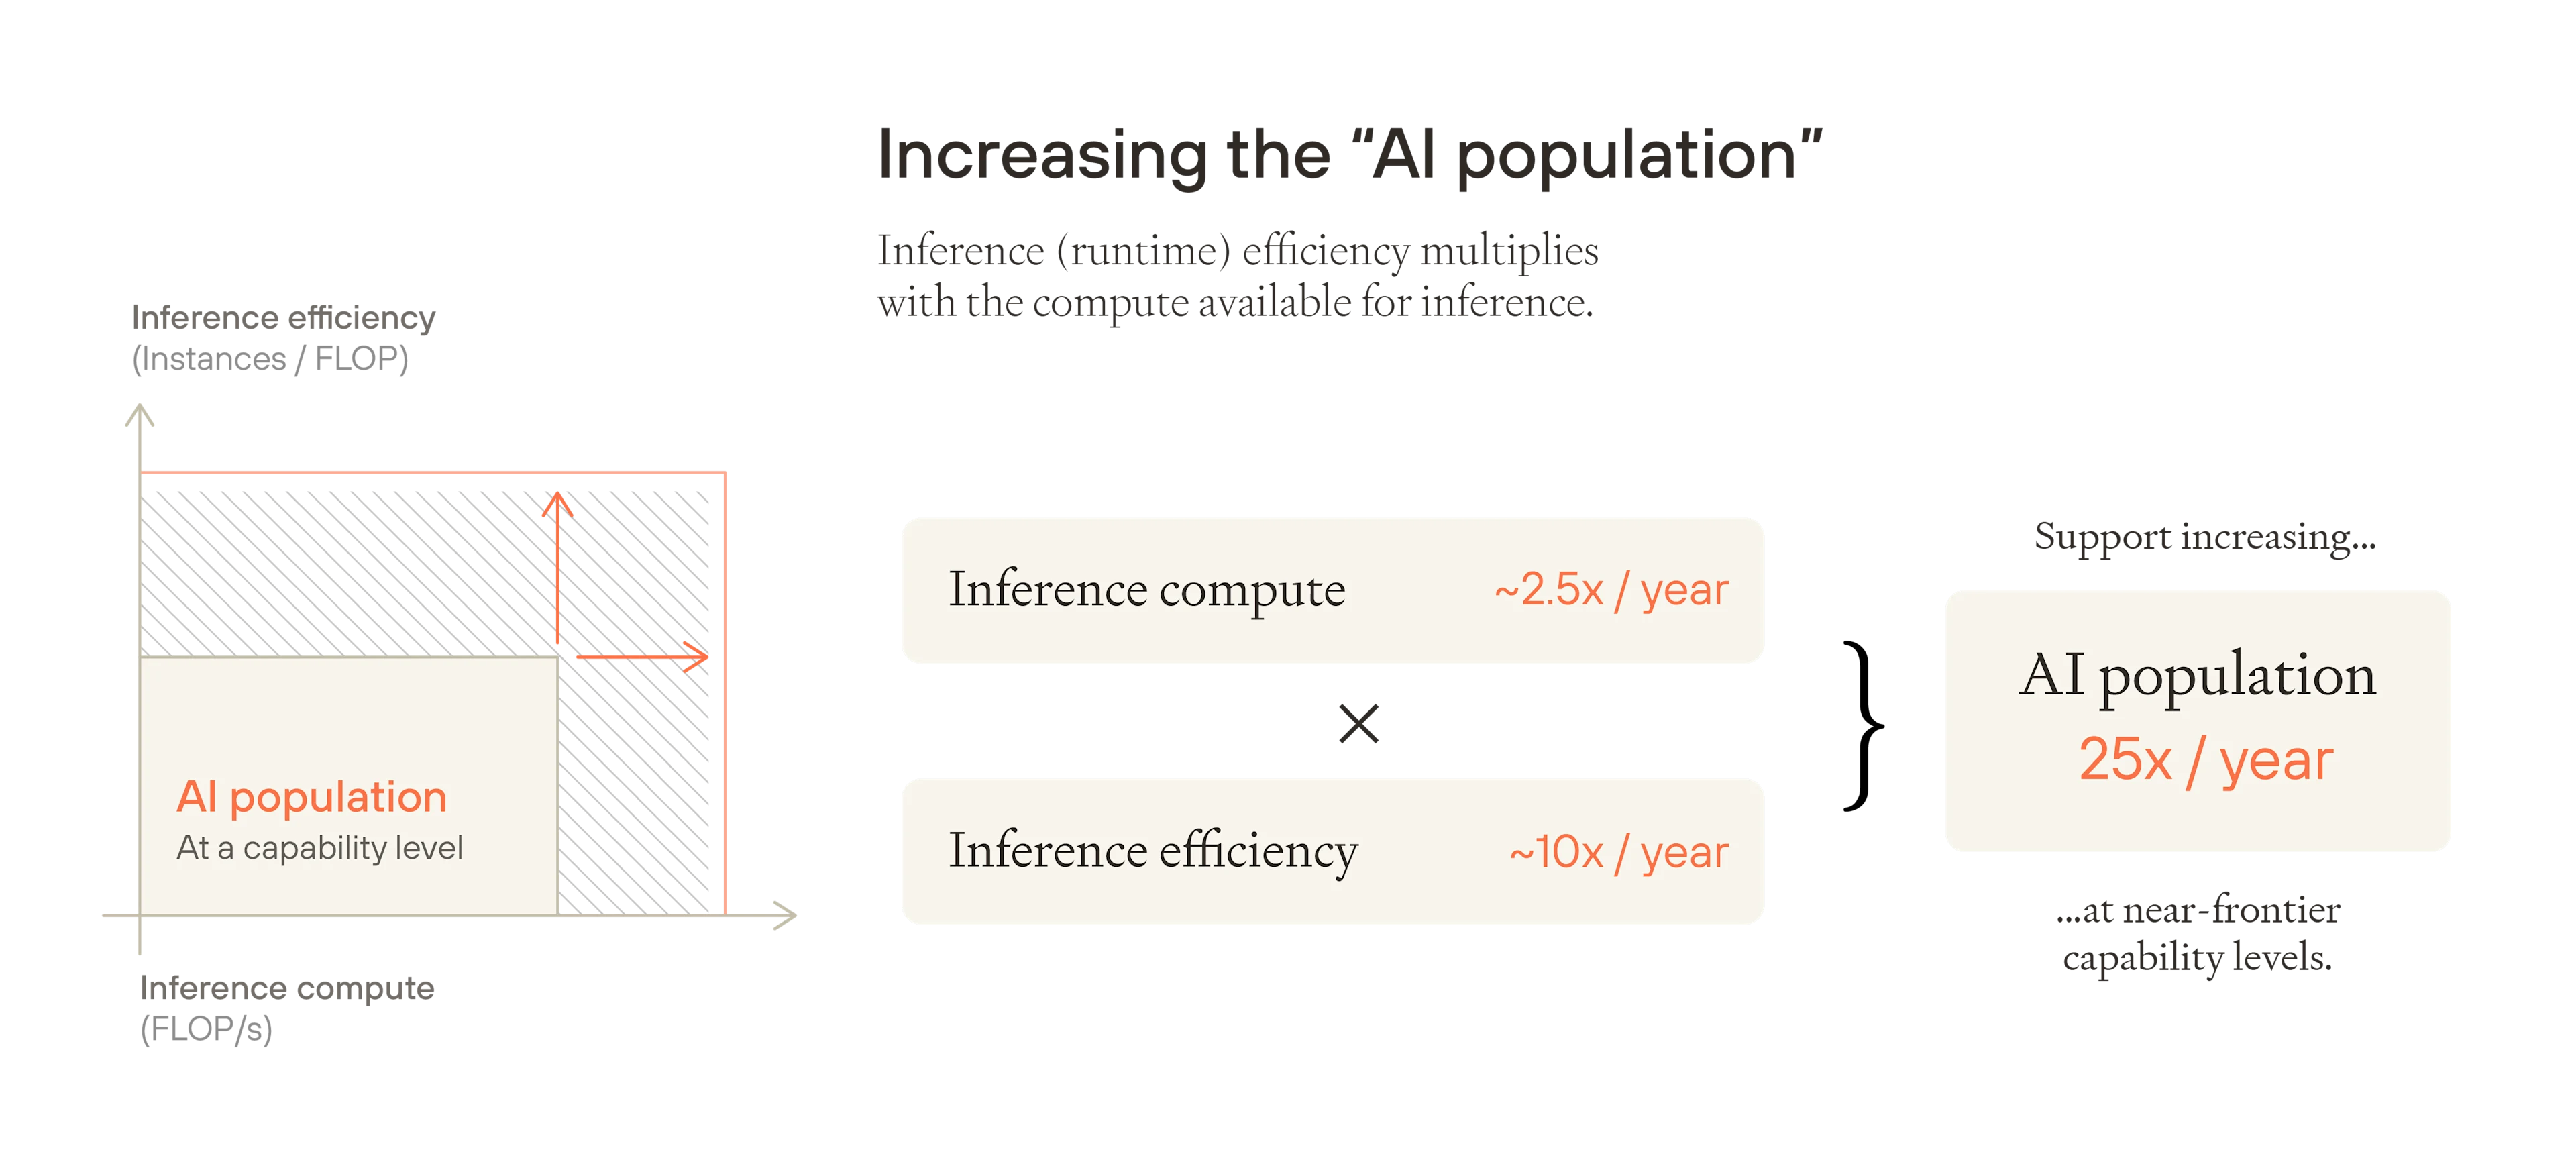 Increasing the “AI population”
Inference (runtime) efficiency multiplies
with the compute available for inference.
Inference efficiency
(Instances / FLOP)
AI population
At a capability level
Inference compute
(FLOP/s)
Inference compute ~2.5x / year
×
Inference efficiency ~10x / year
}
Support increasing...
AI population
25x / year
...at near-frontier
capability levels.